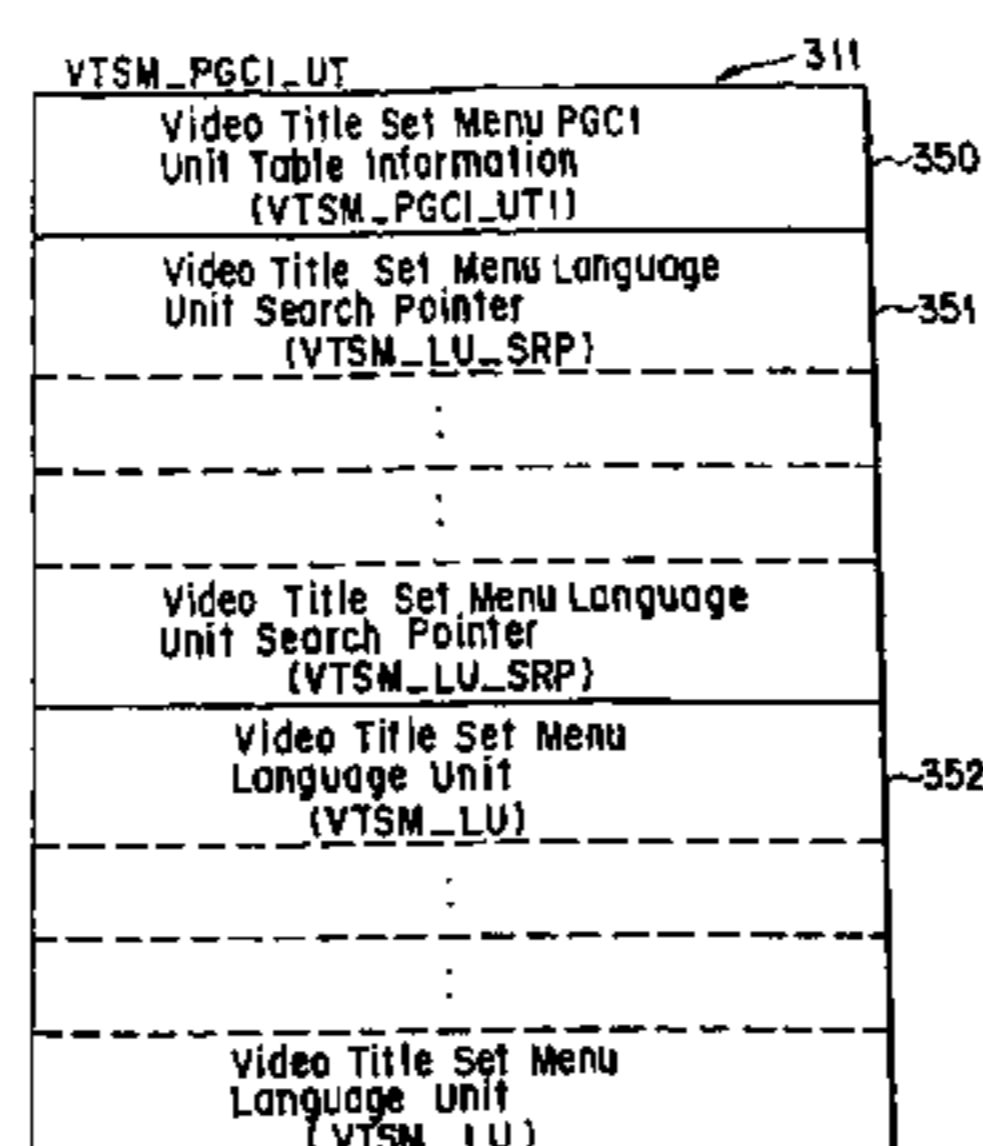 VTSM_PGCI_UT
311
Video Title Set Menu PGCI
Unit Table Information
(VTSM_PGCI_UTI)
350
Video Title Set Menu Language
Unit Search Pointer
(VTSM_LU_SRP)
351
Video Title Set Menu Language
Unit Search Pointer
(VTSM_LU_SRP)
Video Title Set Menu
Language Unit
(VTSM_LU)
352
Video Title Set Menu
Language Unit
(VTSM_LU)